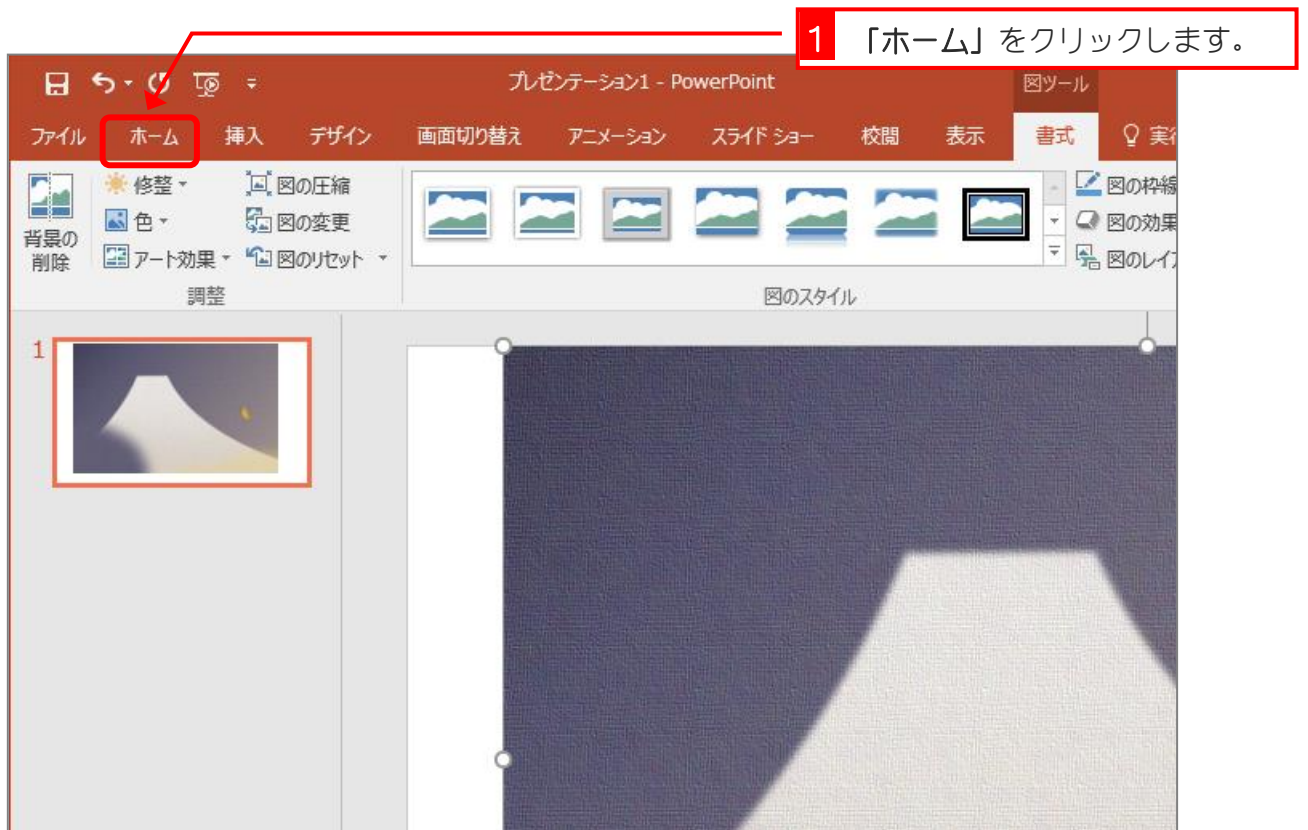 1 「ホーム」をクリックします。
プレゼンテーション1 - PowerPoint
図ツール
ファイル ホーム 挿入 デザイン 画面切り替え アニメーション スライド ショー 校閲 表示 書式
背景の
削除
修整
色
アート効果
図の圧縮
図の変更
図のリセット
図の枠線
図の効果
図のレイ
調整
図のスタイル
1